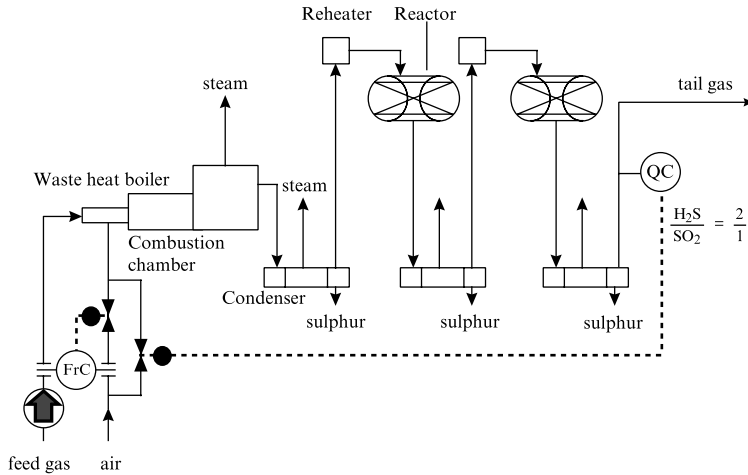 Reheater
Reactor
steam
tail gas
Waste heat boiler
steam
QC
H₂S/SO₂ = 2/1
Combustion
chamber
Condenser
sulphur
sulphur
sulphur
FrC
feed gas
air